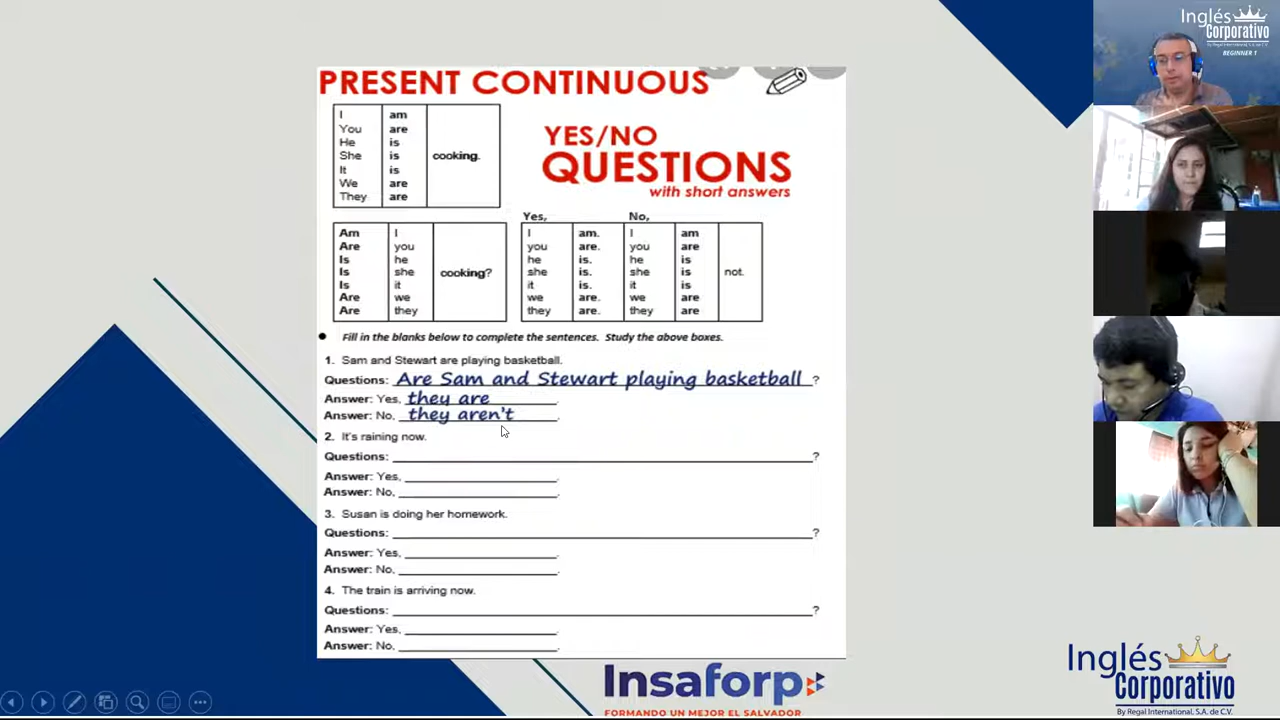 Inglés
Corporativo
By Regal International, S.A. de C.V.
BEGINNER 1
PRESENT CONTINUOUS
I am
You are
He is
She is cooking.
It is
We are
They are
YES/NO
QUESTIONS
with short answers
Yes, No,
Am I
Are you
Is he
Is she cooking?
Is it
Are we
Are they
I am. I am
you are. you are
he is. he is
she is. she is not.
it is. it is
we are. we are
they are. they are
Fill in the blanks below to complete the sentences. Study the above boxes.
1. Sam and Stewart are playing basketball.
Questions: Are Sam and Stewart playing basketball ?
Answer: Yes, they are.
Answer: No, they aren't.
2. It's raining now.
Questions: ?
Answer: Yes, .
Answer: No, .
3. Susan is doing her homework.
Questions: ?
Answer: Yes, .
Answer: No, .
4. The train is arriving now.
Questions: ?
Answer: Yes, .
Answer: No, .
Insaforp
FORMANDO UN MEJOR EL SALVADOR
Inglés
Corporativo
By Regal International, S.A. de C.V.